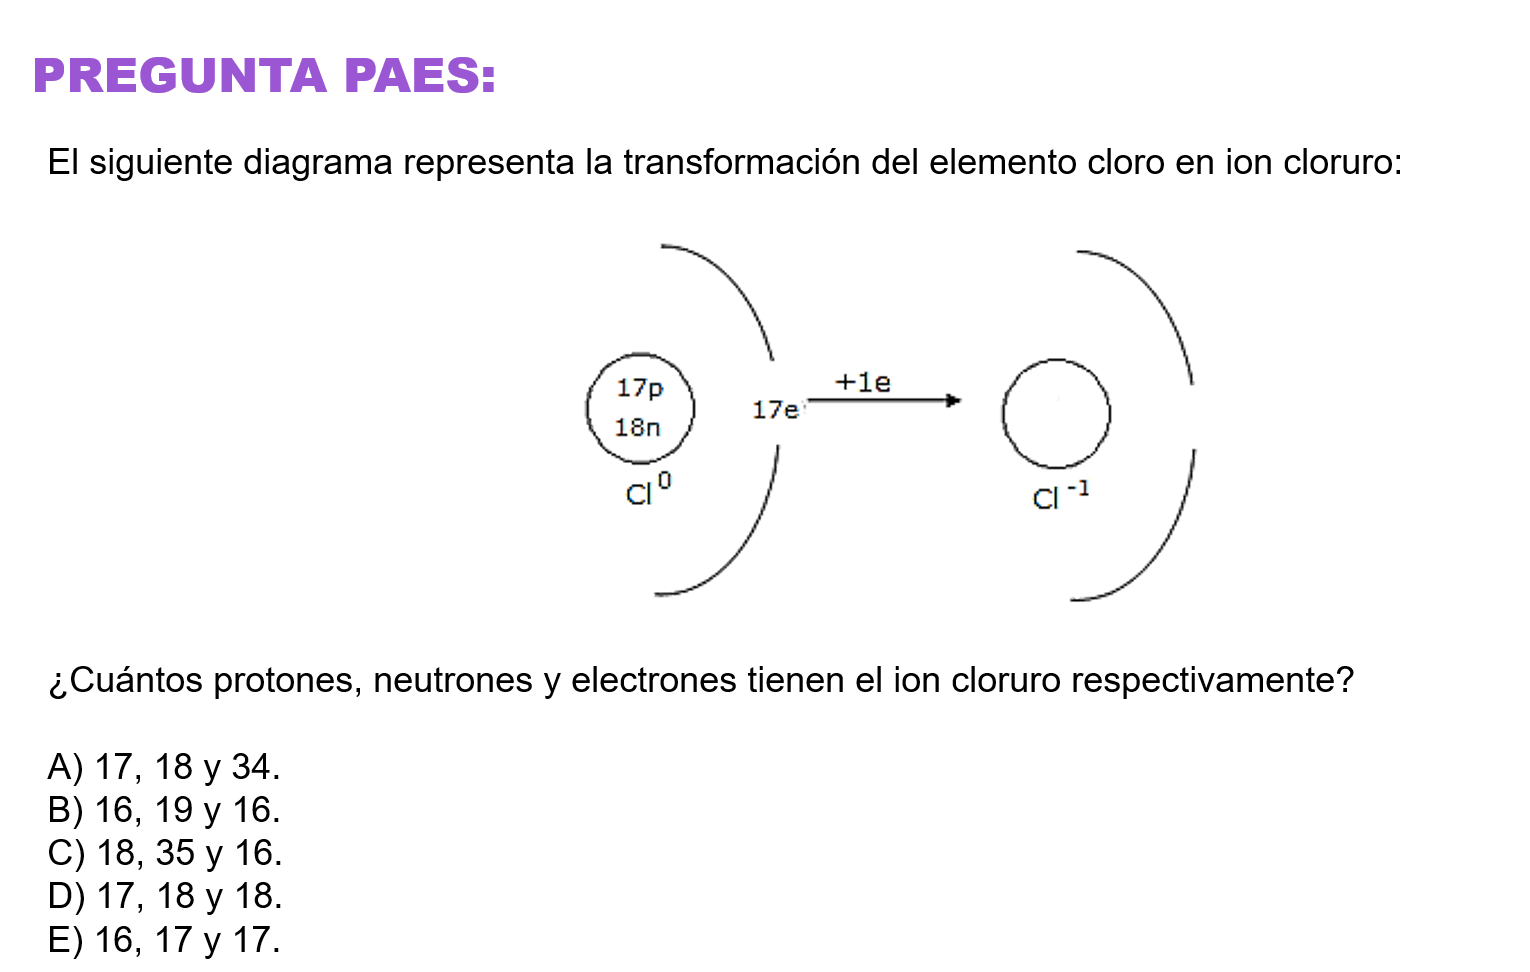 PREGUNTA PAES:
El siguiente diagrama representa la transformación del elemento cloro en ion cloruro:
17p
18n
17e
+1e
Cl⁰
Cl⁻¹
¿Cuántos protones, neutrones y electrones tienen el ion cloruro respectivamente?
A) 17, 18 y 34.
B) 16, 19 y 16.
C) 18, 35 y 16.
D) 17, 18 y 18.
E) 16, 17 y 17.